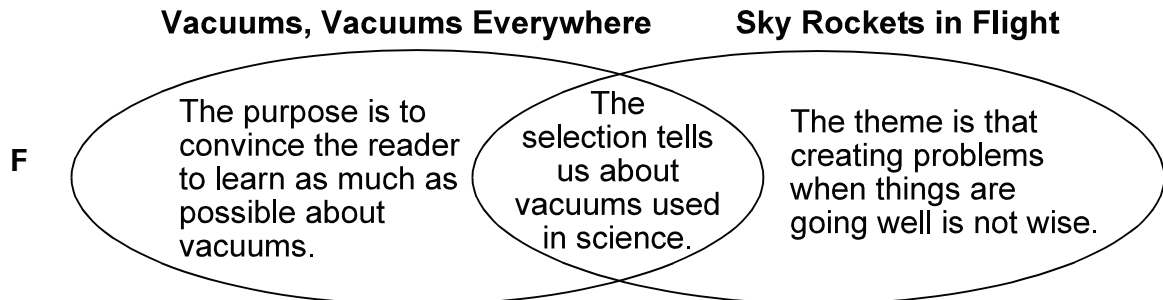 Vacuums, Vacuums Everywhere
Sky Rockets in Flight
F
The purpose is to
convince the reader
to learn as much as
possible about
vacuums.
The
selection tells
us about
vacuums used
in science.
The theme is that
creating problems
when things are
going well is not wise.